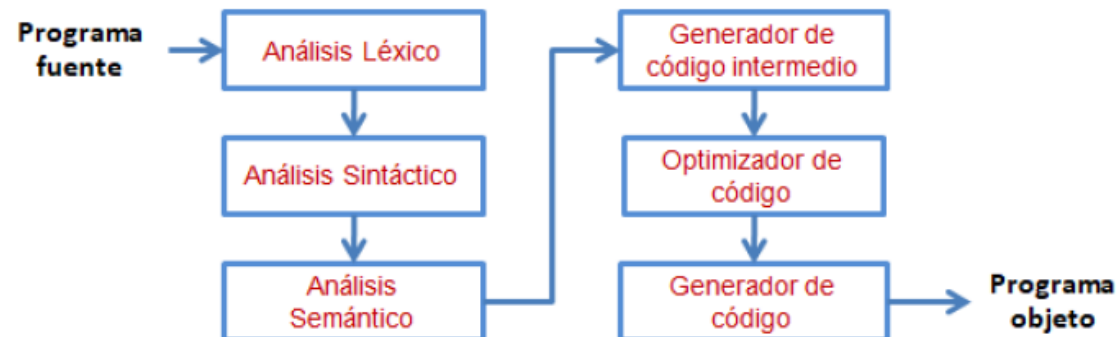 Programa
fuente
Análisis Léxico
Análisis Sintáctico
Análisis
Semántico
Generador de
código intermedio
Optimizador de
código
Generador de
código
Programa
objeto